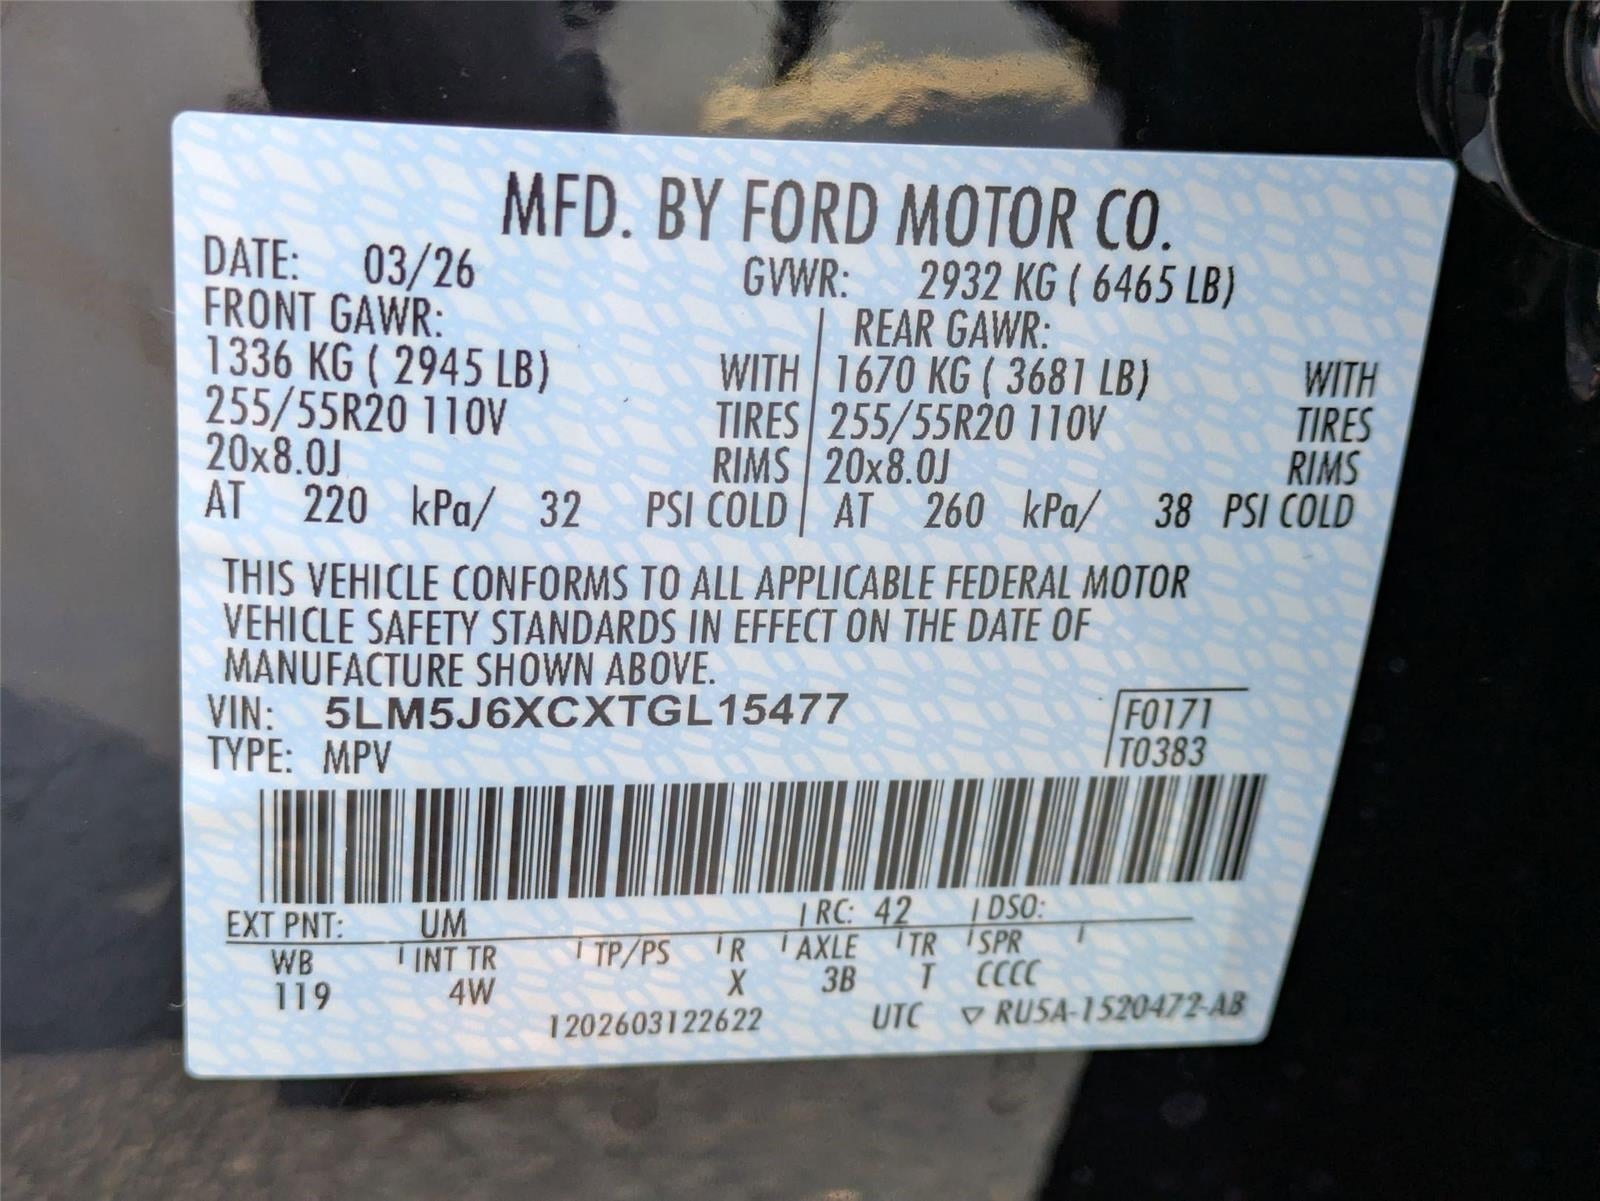 MFD. BY FORD MOTOR CO.
DATE: 03/26 GVWR: 2932 KG ( 6465 LB)
FRONT GAWR: REAR GAWR:
1336 KG ( 2945 LB) WITH 1670 KG ( 3681 LB) WITH
255/55R20 110V TIRES 255/55R20 110V TIRES
20x8.0J RIMS 20x8.0J RIMS
AT 220 kPa/ 32 PSI COLD AT 260 kPa/ 38 PSI COLD
THIS VEHICLE CONFORMS TO ALL APPLICABLE FEDERAL MOTOR
VEHICLE SAFETY STANDARDS IN EFFECT ON THE DATE OF
MANUFACTURE SHOWN ABOVE.
VIN: 5LM5J6XCXTGL15477 F0171
TYPE: MPV T0383
EXT PNT: UM RC: 42 DSO:
WB INT TR TP/PS R AXLE TR SPR
119 4W X 3B T CCCC
1202603122622 UTC ▽ RU5A-1520472-AB